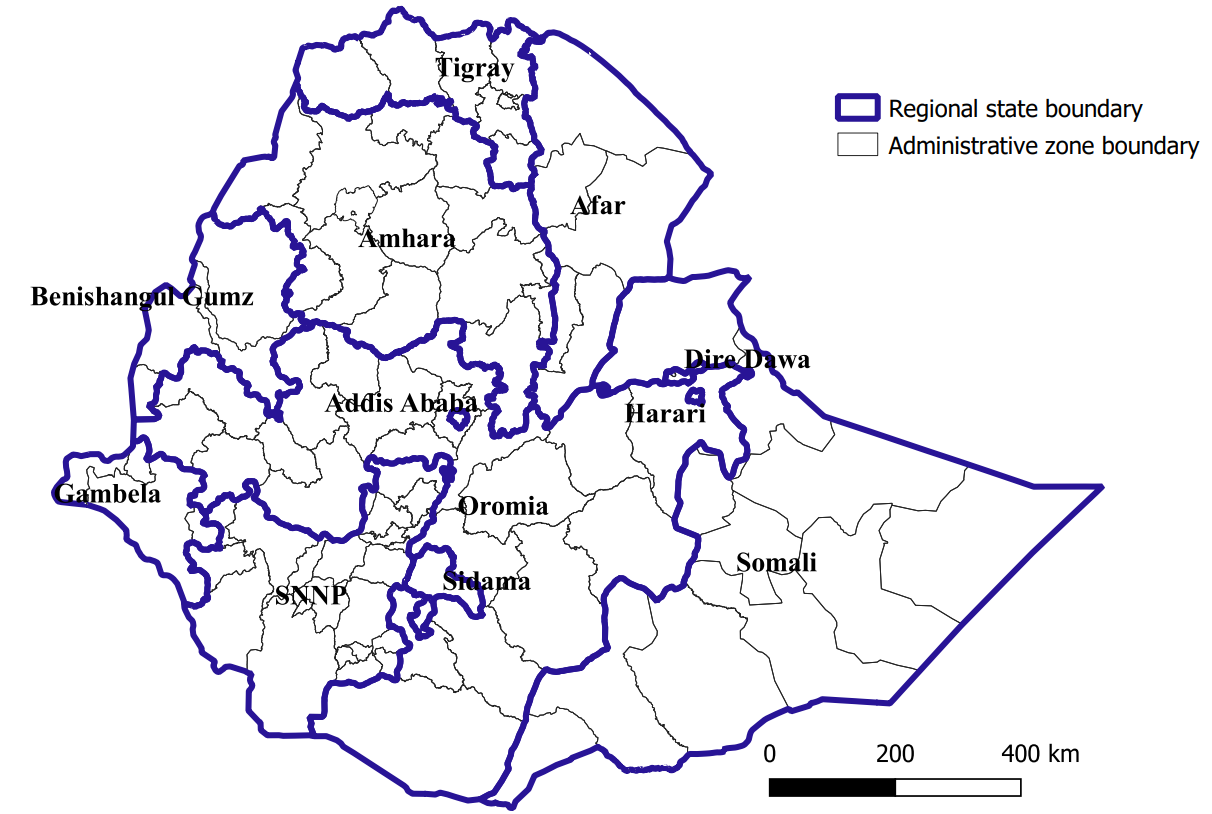 Tigray
Regional state boundary
Administrative zone boundary
Afar
Amhara
Benishangul Gumz
Dire Dawa
Addis Ababa
Harari
Gambela
Oromia
Somali
Sidama
SNNP
0 200 400 km